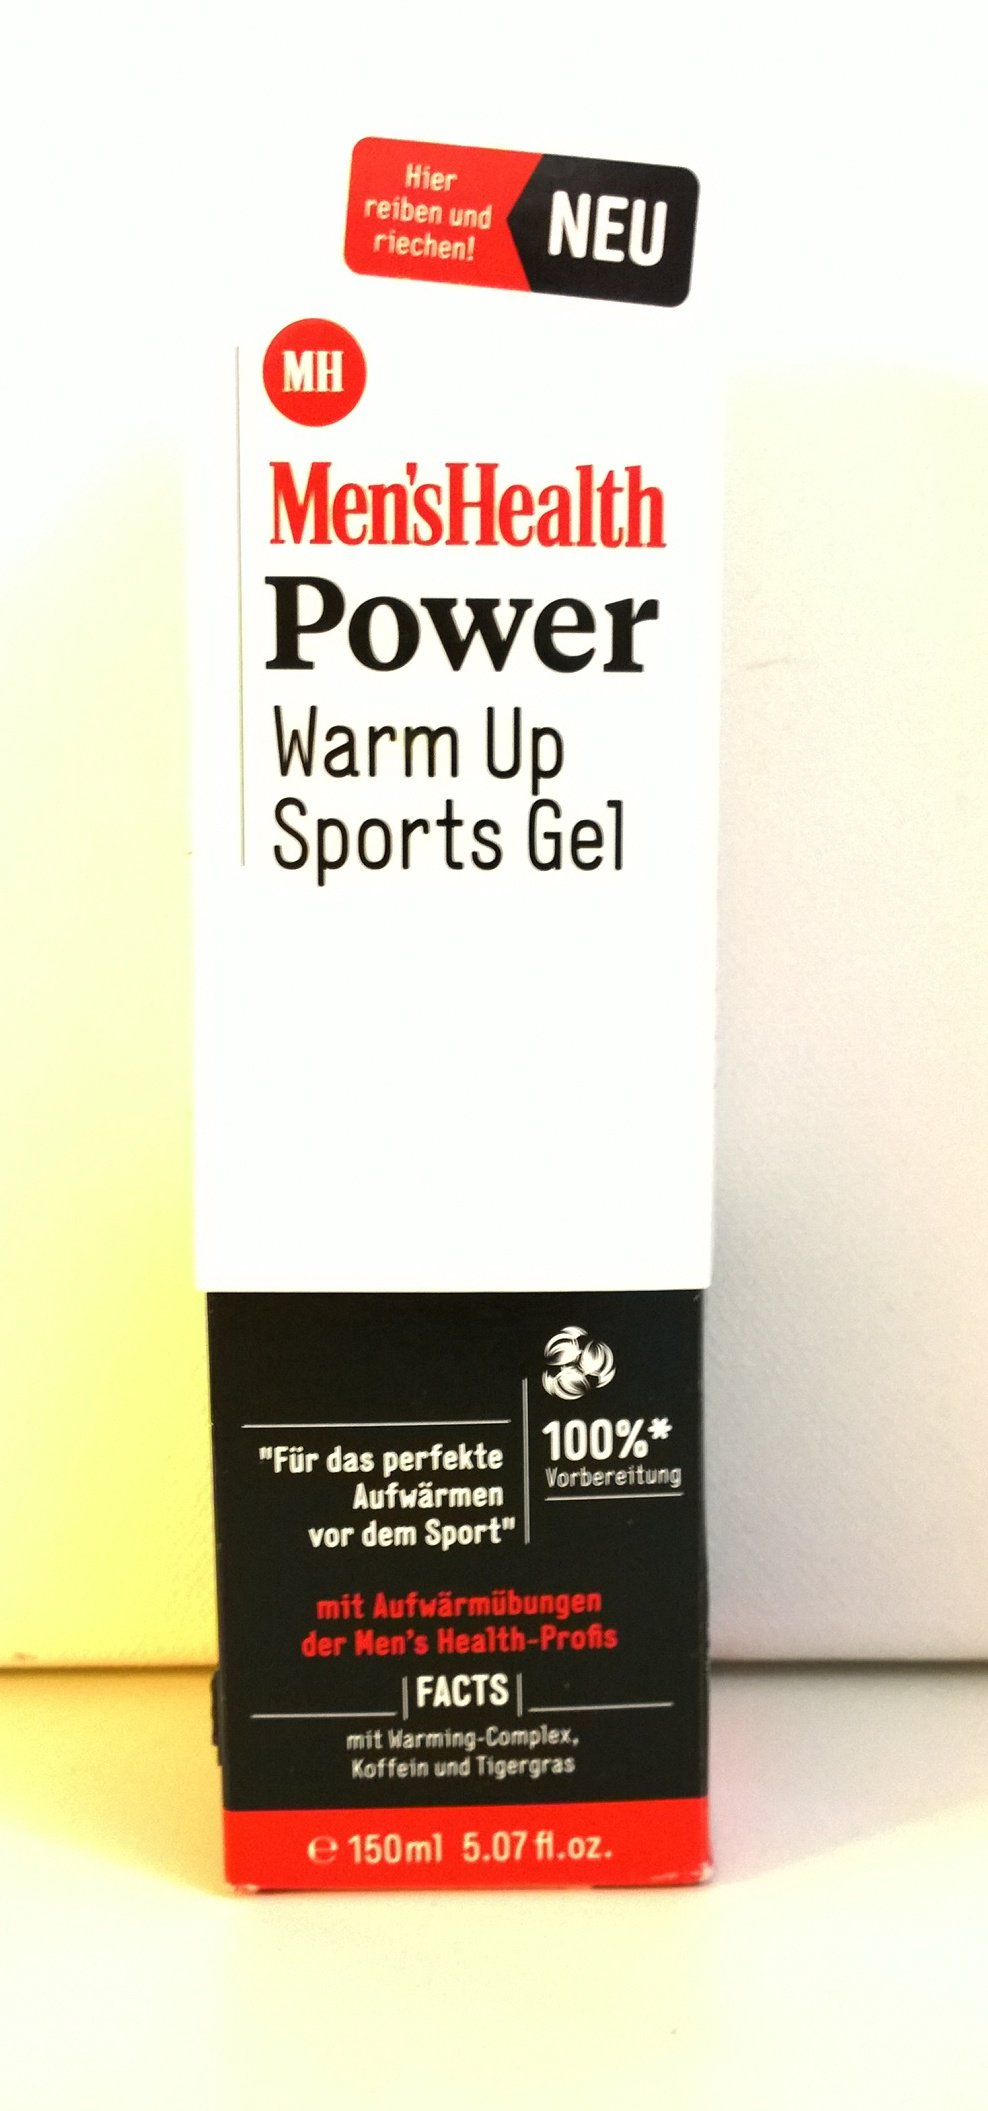 Hier
reiben und
riechen!
NEU
MH
Men'sHealth
Power
Warm Up
Sports Gel
100%*
Vorbereitung
"Für das perfekte
Aufwärmen
vor dem Sport"
mit Aufwärmübungen
der Men's Health-Profis
FACTS
mit Warming-Complex,
Koffein und Tigergras
℮ 150ml 5.07 fl.oz.